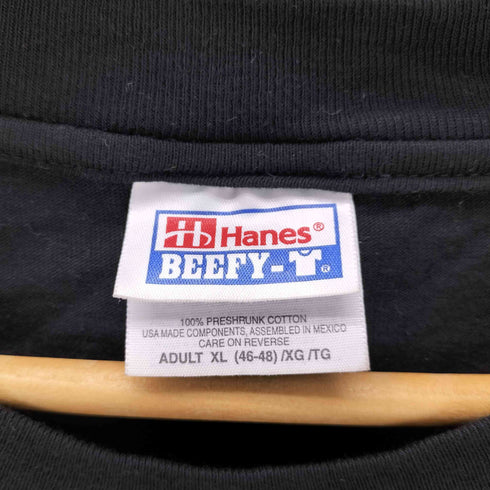 Hanes®
BEEFY-T®
100% PRESHRUNK COTTON
USA MADE COMPONENTS, ASSEMBLED IN MEXICO
CARE ON REVERSE
ADULT XL (46-48) /XG /TG